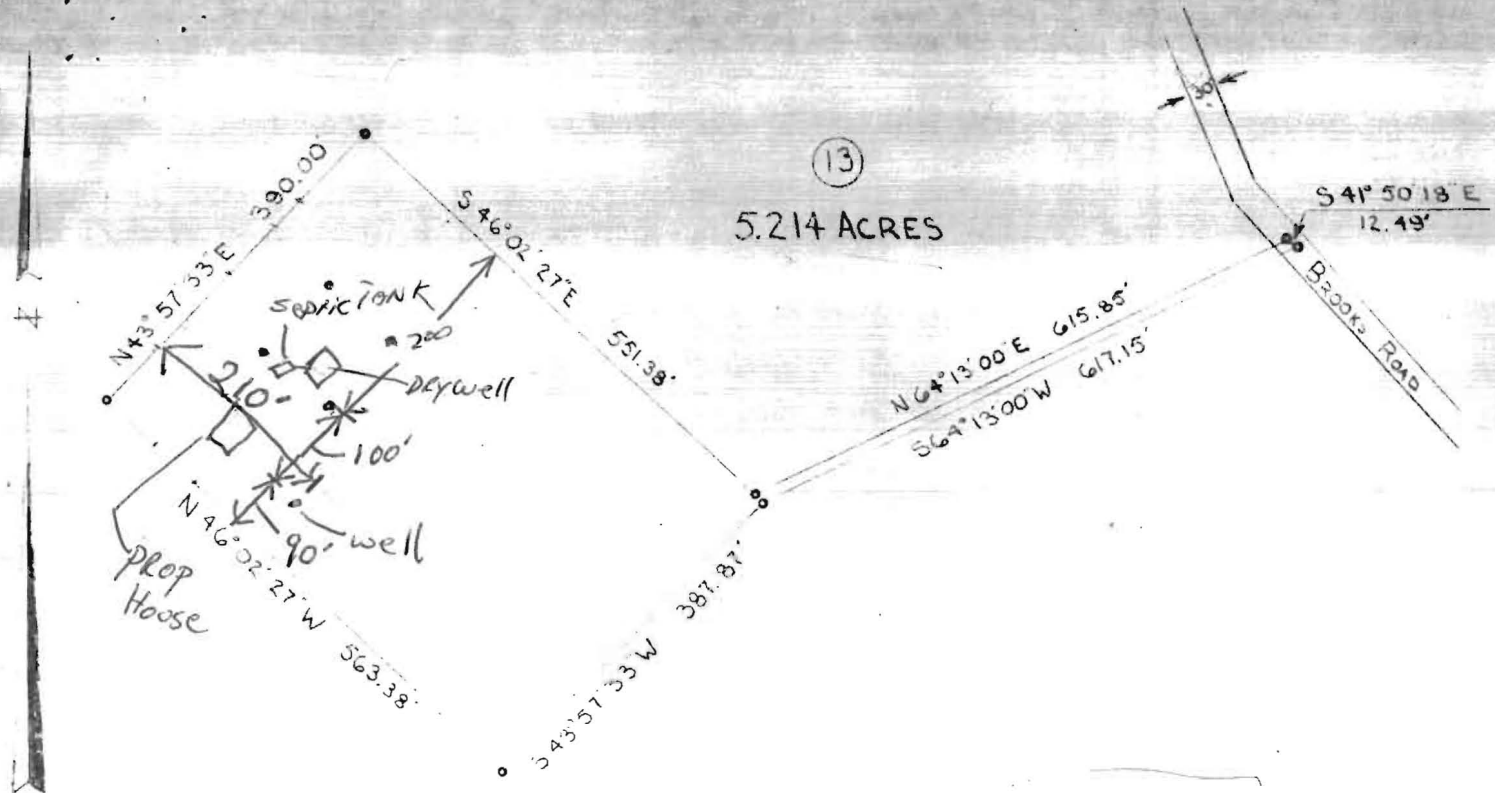 30'
13
5.214 ACRES
S 41° 50' 18" E
12.49'
BROOKS ROAD
N 43° 57' 33" E 390.00
S 46° 02' 27" E 551.38'
SEPTIC TANK
200
DRYWell
210-
100'
90'
well
PROP
Hoose
N 46° 02' 27" W 563.38'
S 43° 57' 33 W 387.87'
N 64° 13' 00" E 615.85'
S 64° 13' 00" W 617.15'